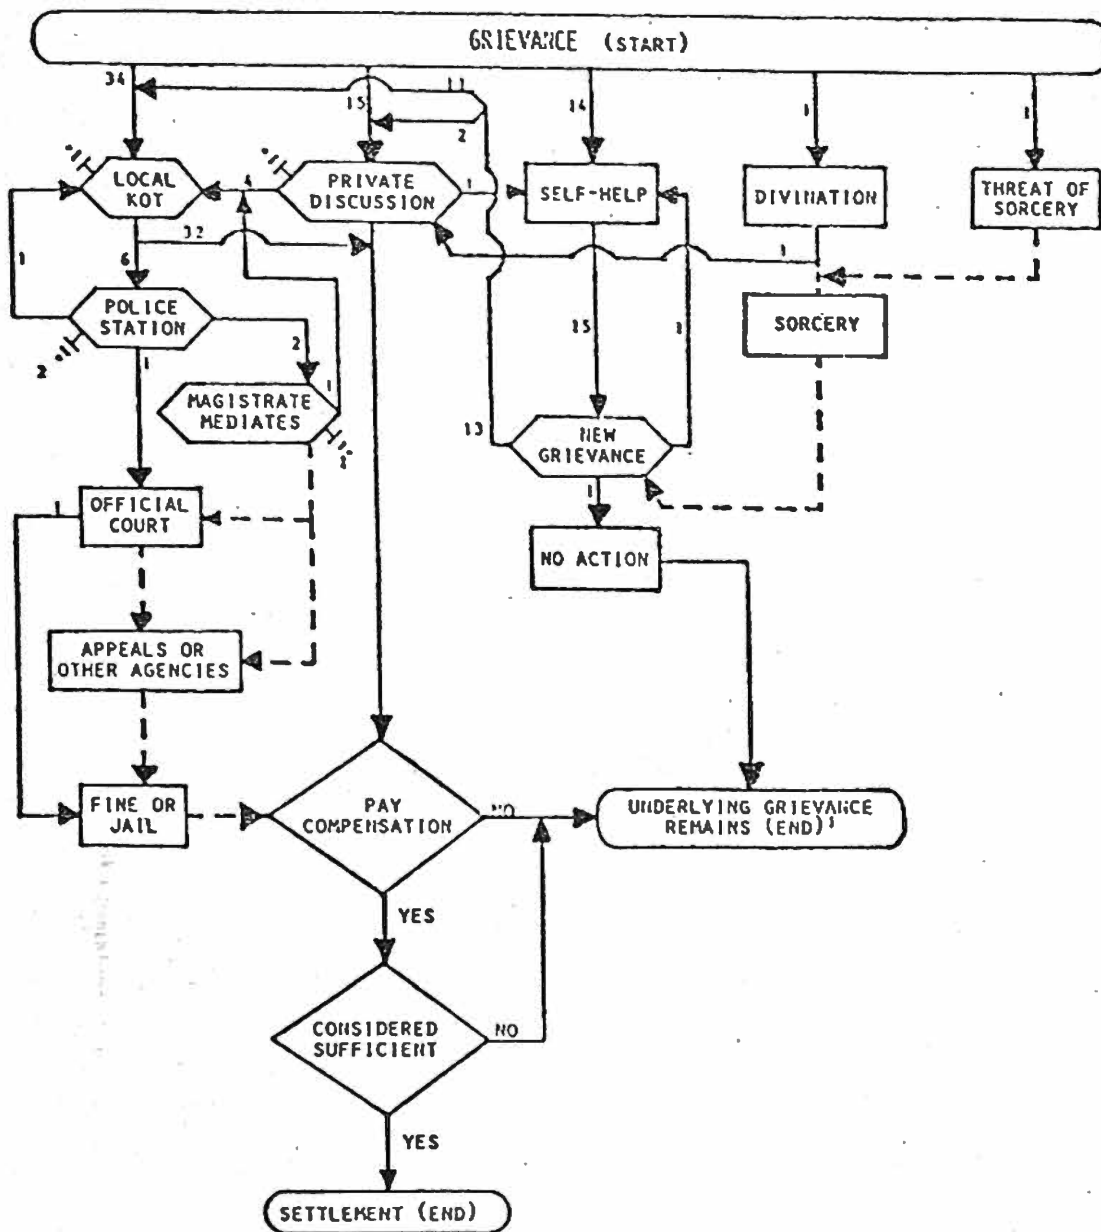 GRIEVANCE (START)
34
11
15
2
14
1
1
LOCAL
KOT
4
PRIVATE
DISCUSSION
1
SELF-HELP
DIVINATION
THREAT OF
SORCERY
32
1
6
1
POLICE
STATION
2
SORCERY
2
1
15
1
MAGISTRATE
MEDIATES
1
13
NEW
GRIEVANCE
1
OFFICIAL
COURT
1
NO ACTION
APPEALS OR
OTHER AGENCIES
FINE OR
JAIL
PAY
COMPENSATION
NO
UNDERLYING GRIEVANCE
REMAINS (END)¹
YES
CONSIDERED
SUFFICIENT
NO
YES
SETTLEMENT (END)